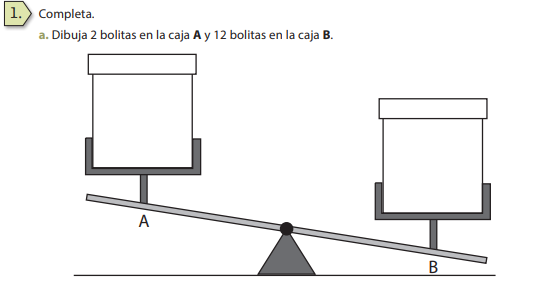 1. Completa.
a. Dibuja 2 bolitas en la caja A y 12 bolitas en la caja B.
A
B